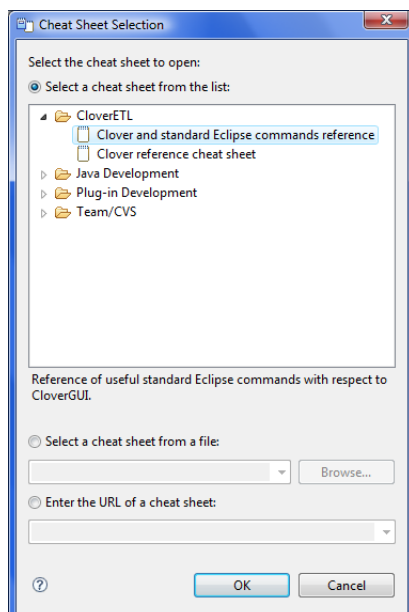 Cheat Sheet Selection
Select the cheat sheet to open:
Select a cheat sheet from the list:
CloverETL
Clover and standard Eclipse commands reference
Clover reference cheat sheet
Java Development
Plug-in Development
Team/CVS
Reference of useful standard Eclipse commands with respect to
CloverGUI.
Select a cheat sheet from a file:
Browse...
Enter the URL of a cheat sheet:
OK Cancel